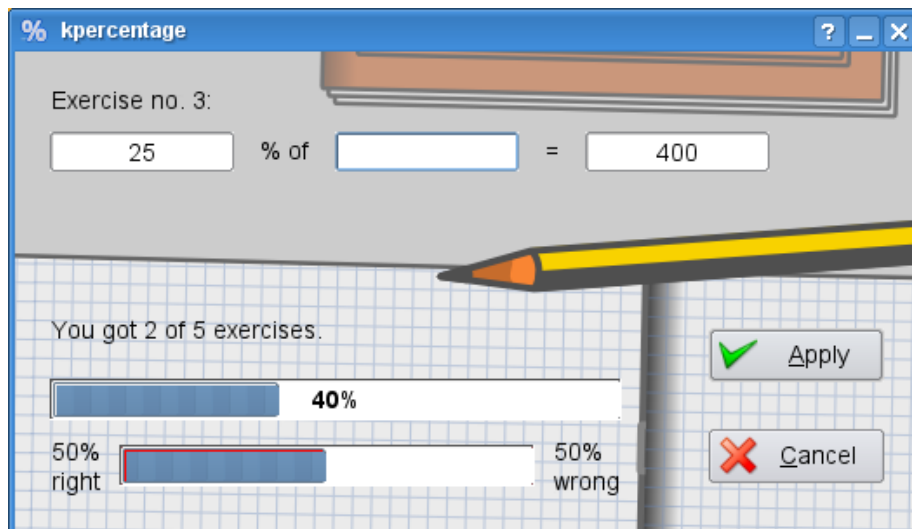 % kpercentage
Exercise no. 3:
25 % of = 400
You got 2 of 5 exercises.
Apply
40%
50% right 50% wrong
Cancel